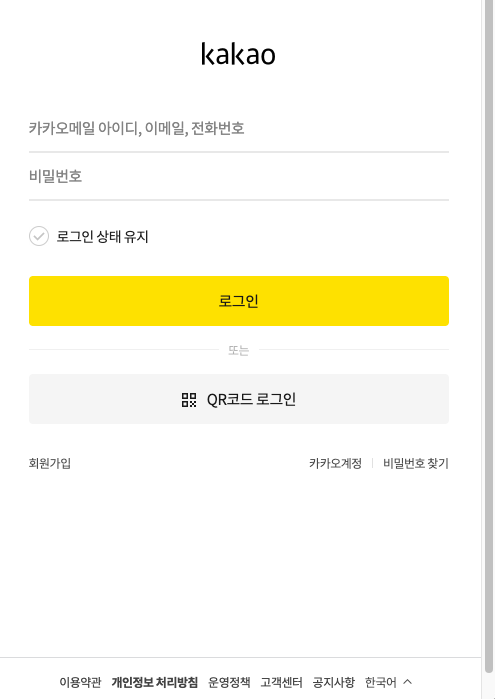 kakao
카카오메일 아이디, 이메일, 전화번호
비밀번호
로그인 상태 유지
로그인
또는
QR코드 로그인
회원가입 카카오계정 비밀번호 찾기
이용약관 개인정보 처리방침 운영정책 고객센터 공지사항 한국어